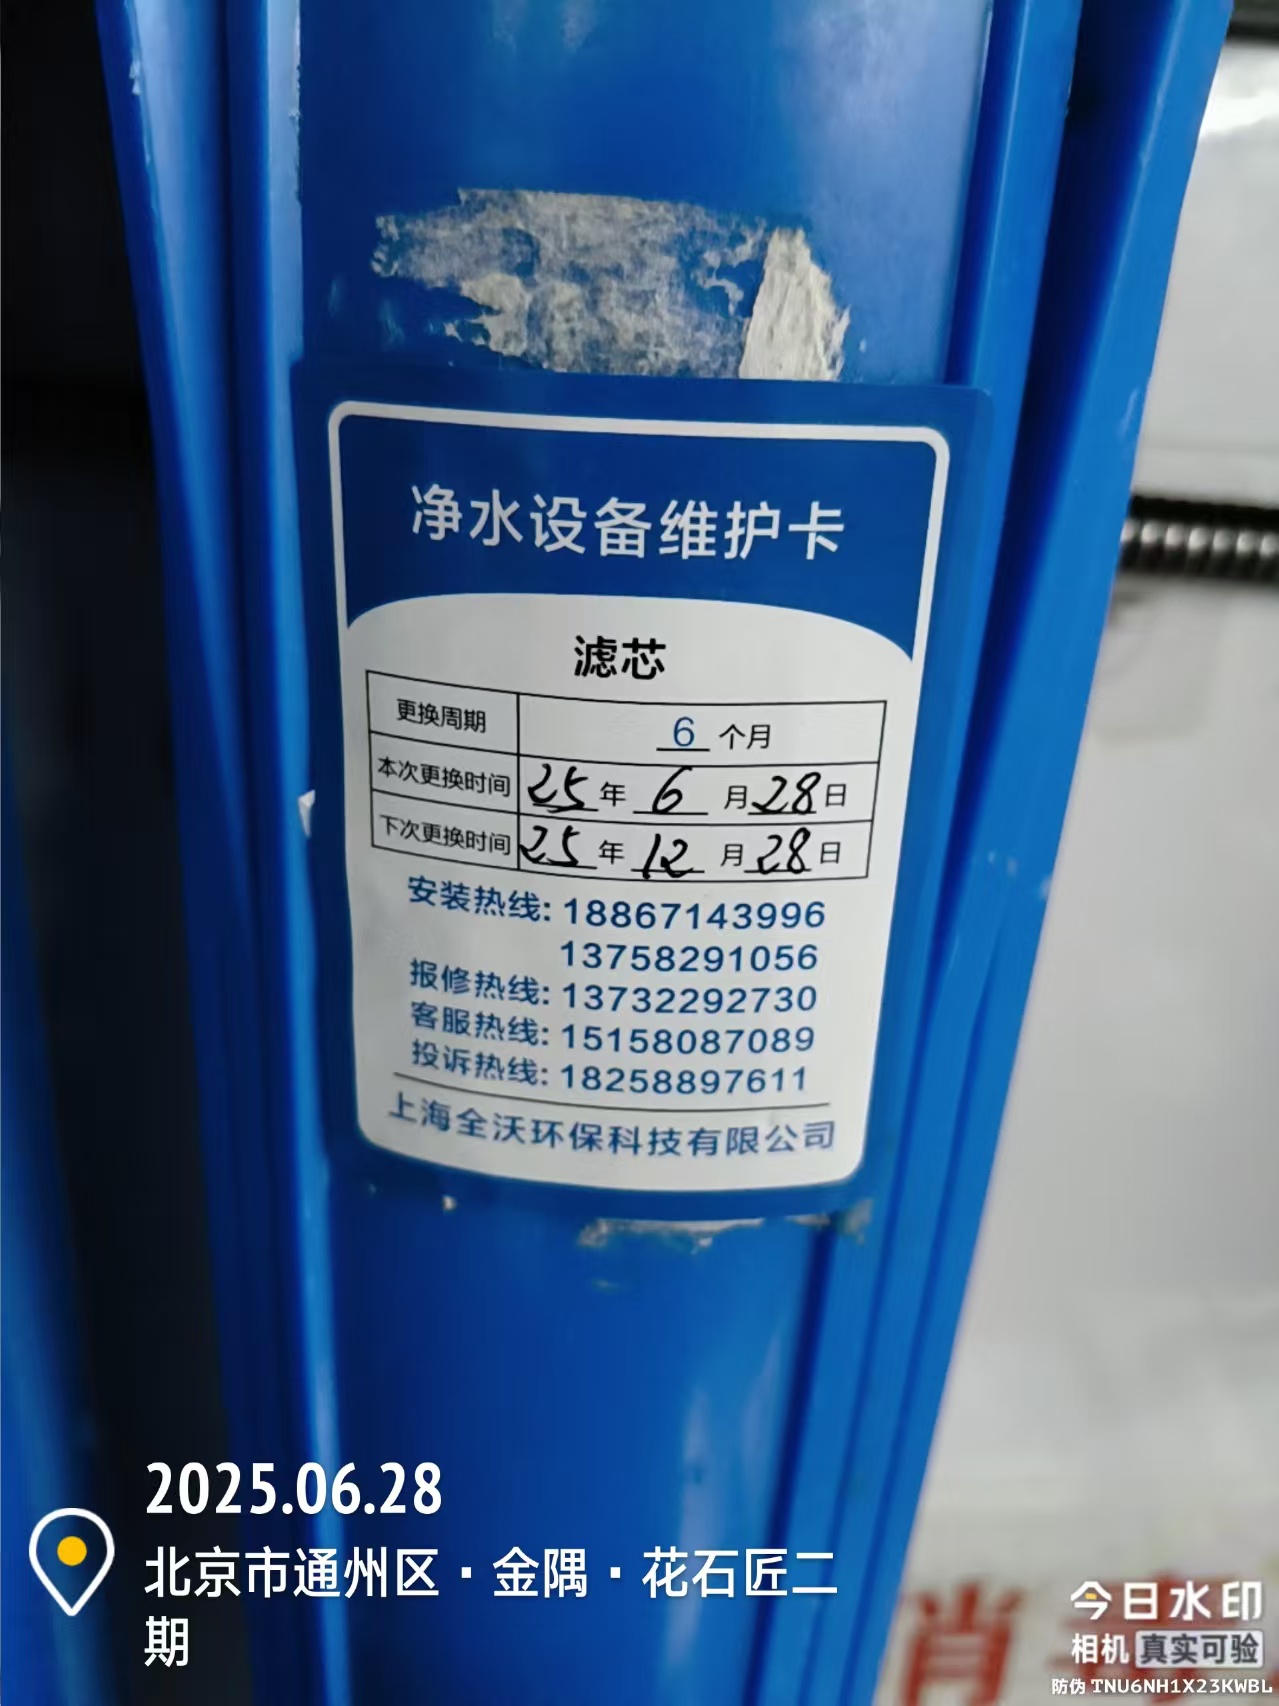 净水设备维护卡
滤芯
更换周期 6 个月
本次更换时间 25 年 6 月 28 日
下次更换时间 25 年 12 月 28 日
安装热线: 18867143996
13758291056
报修热线: 13732292730
客服热线: 15158087089
投诉热线: 18258897611
上海全沃环保科技有限公司
2025.06.28
北京市通州区·金隅·花石匠二
期
今日水印
相机 真实可验
防伪 TNU6NH1X23KWBL